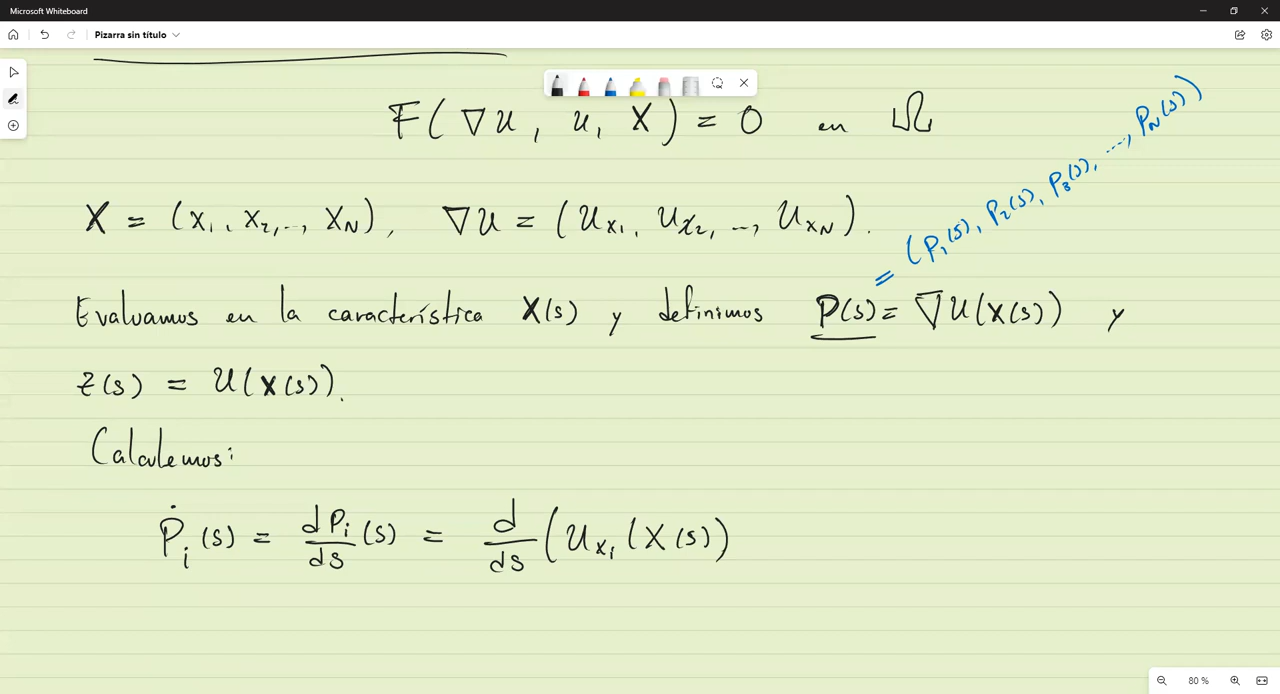 Microsoft Whiteboard
Pizarra sin título
F(∇u, u, X) = 0 en Ω
X = (x₁, x₂, .., x_N), ∇u = (u_{x₁}, u_{x₂}, .., u_{x_N}).
= (P₁(s), P₂(s), P₃(s), ..., P_N(s))
Evaluamos en la característica X(s) y definimos P(s) = ∇u(X(s)) y
z(s) = u(X(s)).
Calculemos:
Ṗᵢ(s) = dPᵢ/ds (s) = d/ds (u_{xᵢ}(X(s))
80 %